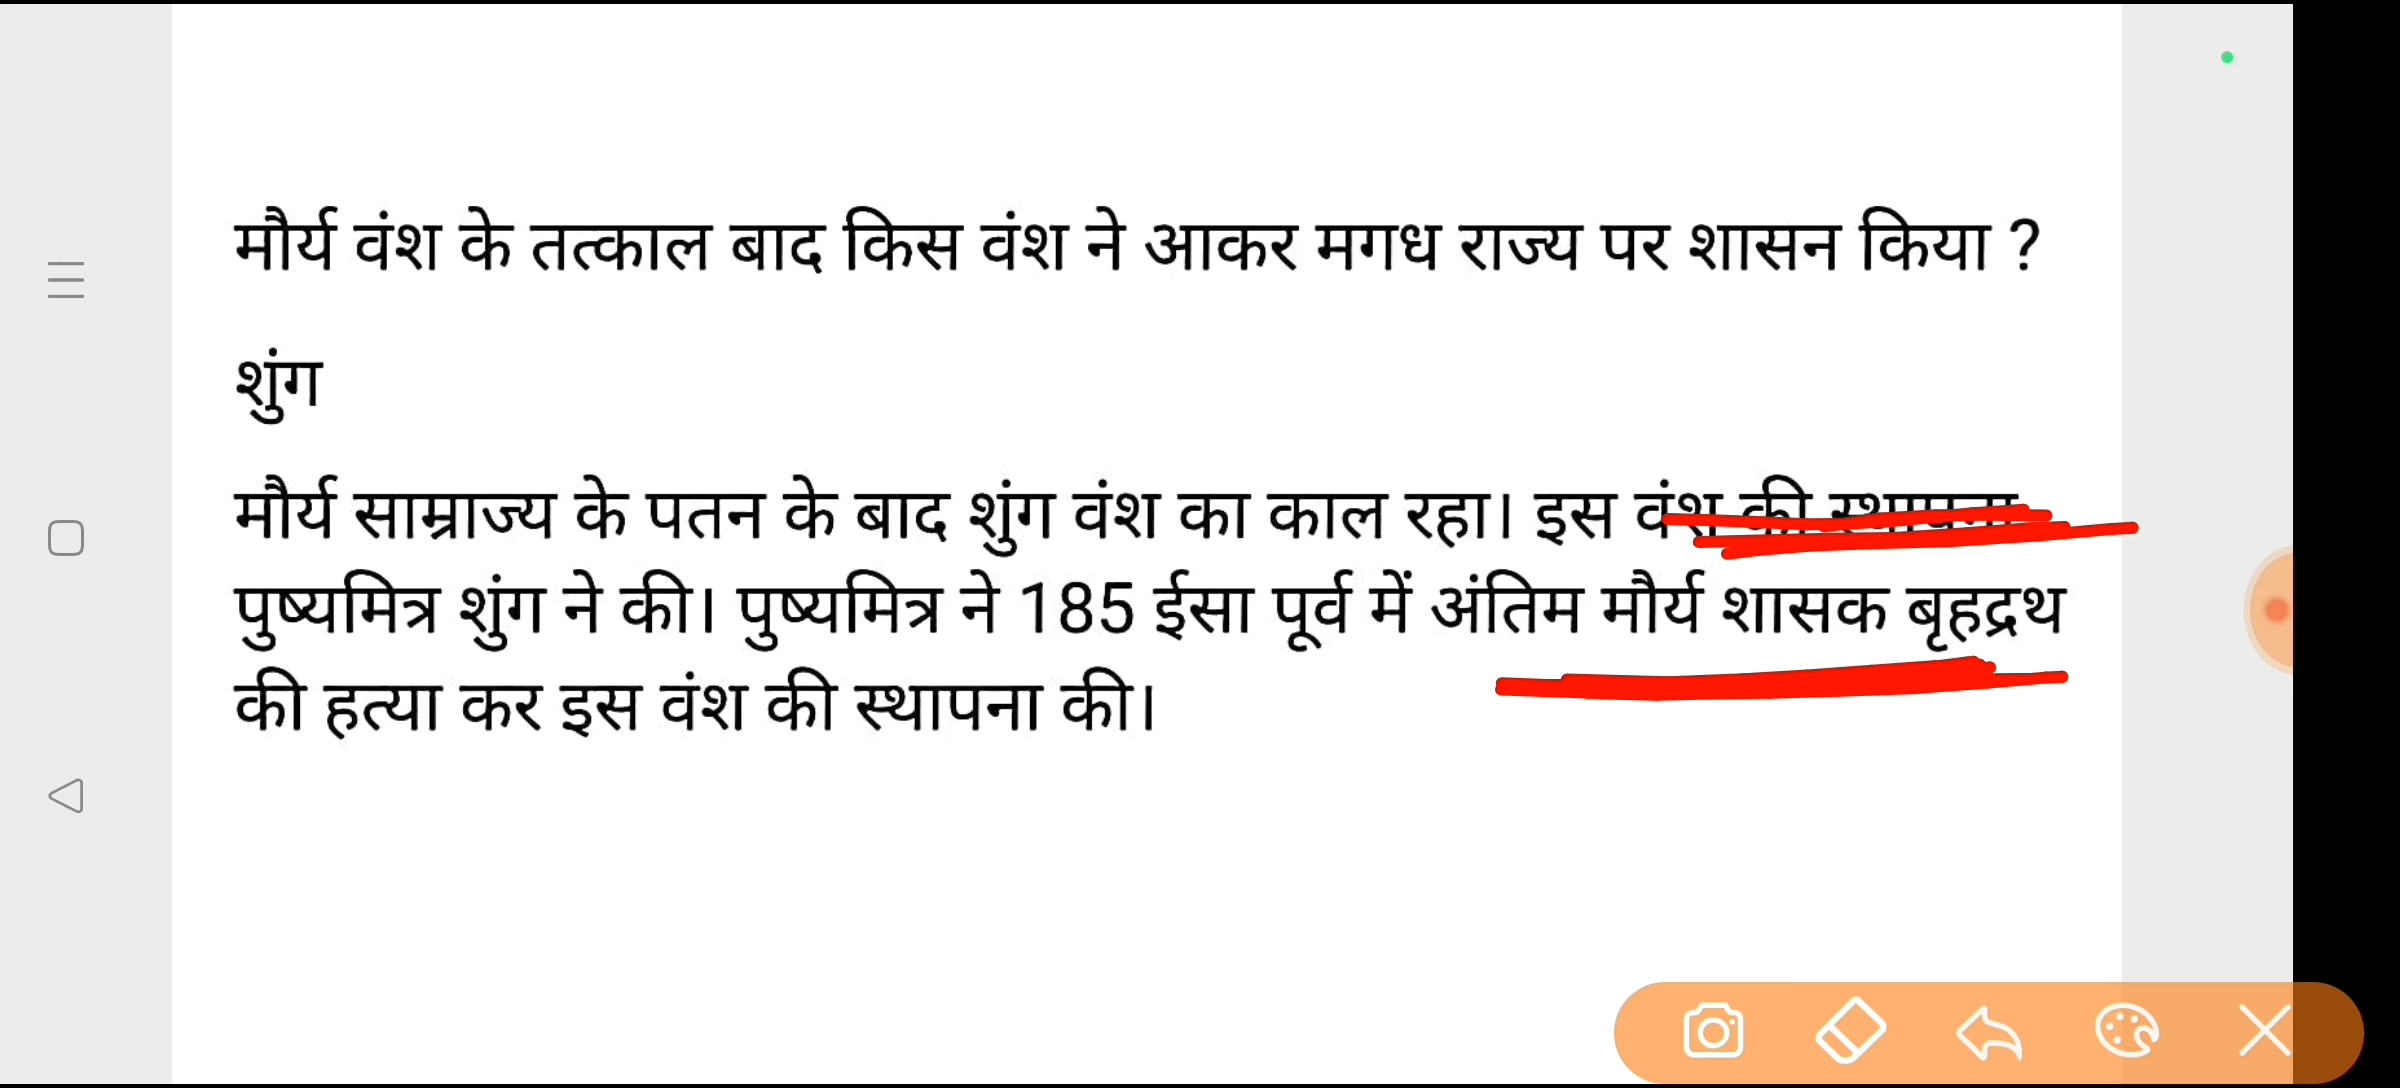 मौर्य वंश के तत्काल बाद किस वंश ने आकर मगध राज्य पर शासन किया ?
शुंग
मौर्य साम्राज्य के पतन के बाद शुंग वंश का काल रहा। इस वंश की स्थापना
पुष्यमित्र शुंग ने की। पुष्यमित्र ने 185 ईसा पूर्व में अंतिम मौर्य शासक बृहद्रथ
की हत्या कर इस वंश की स्थापना की।